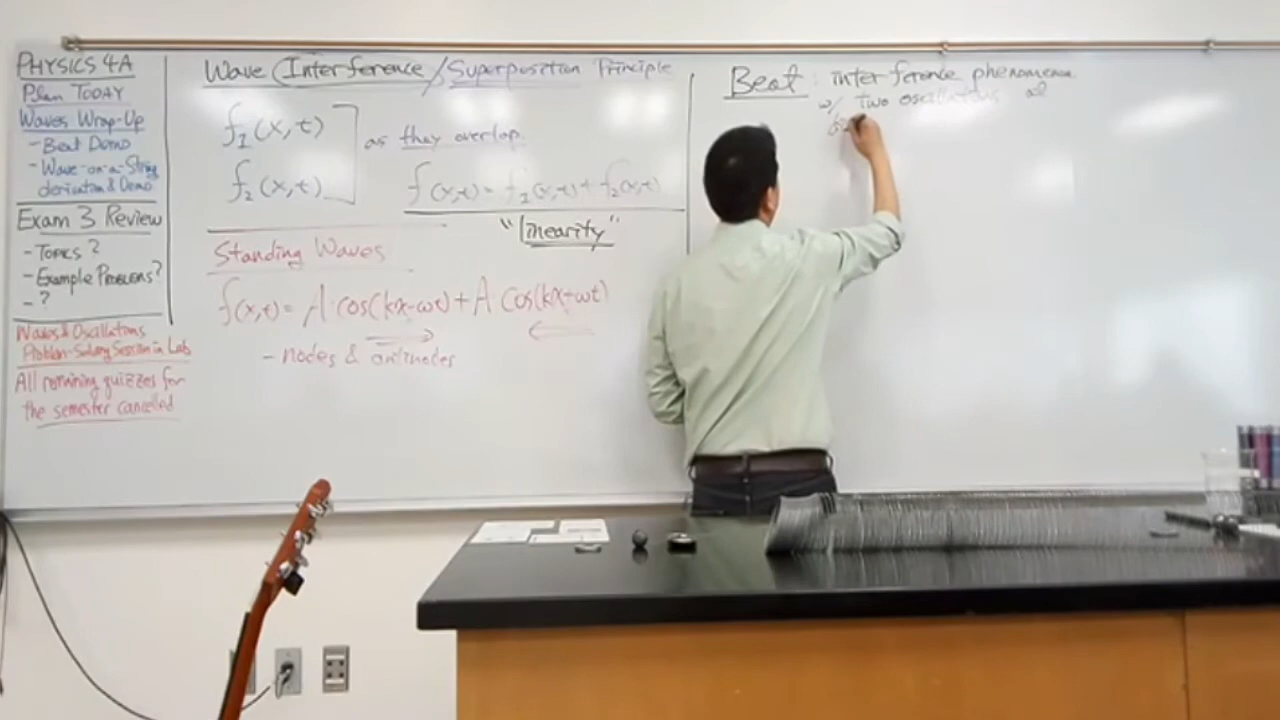 PHYSICS 4A
Plan TODAY
Waves Wrap-Up
- Beat Demo
- Wave-on-a-String
derivation & Demo
Exam 3 Review
- TOPICS?
- Example Problems?
- ?
Waves & Oscillations
Problem-Solving Session in Lab
All remaining quizzes for
the semester cancelled
Wave (Interference/Superposition Principle
f₁(x,t)
as they overlap.
f₂(x,t)
f(x,t) = f₁(x,t) + f₂(x,t)
"Linearity"
Standing Waves
f(x,t) = A cos(kx-ωt) + A cos(kx+ωt)
- nodes & antinodes
Beat : interference phenomena
w/ two oscillations